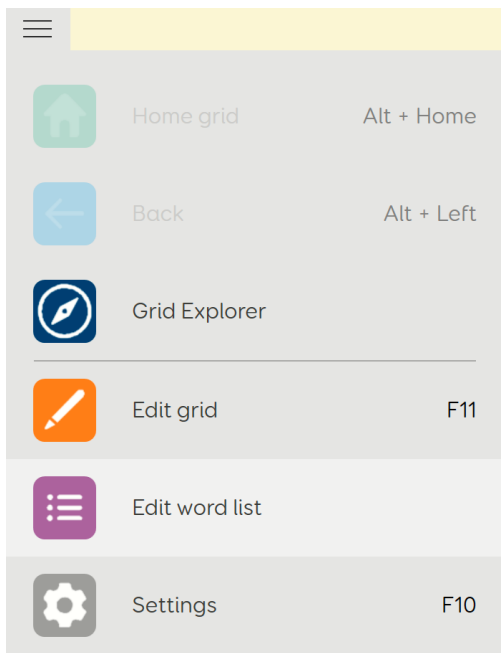 Home grid Alt + Home
Back Alt + Left
Grid Explorer
Edit grid F11
Edit word list
Settings F10